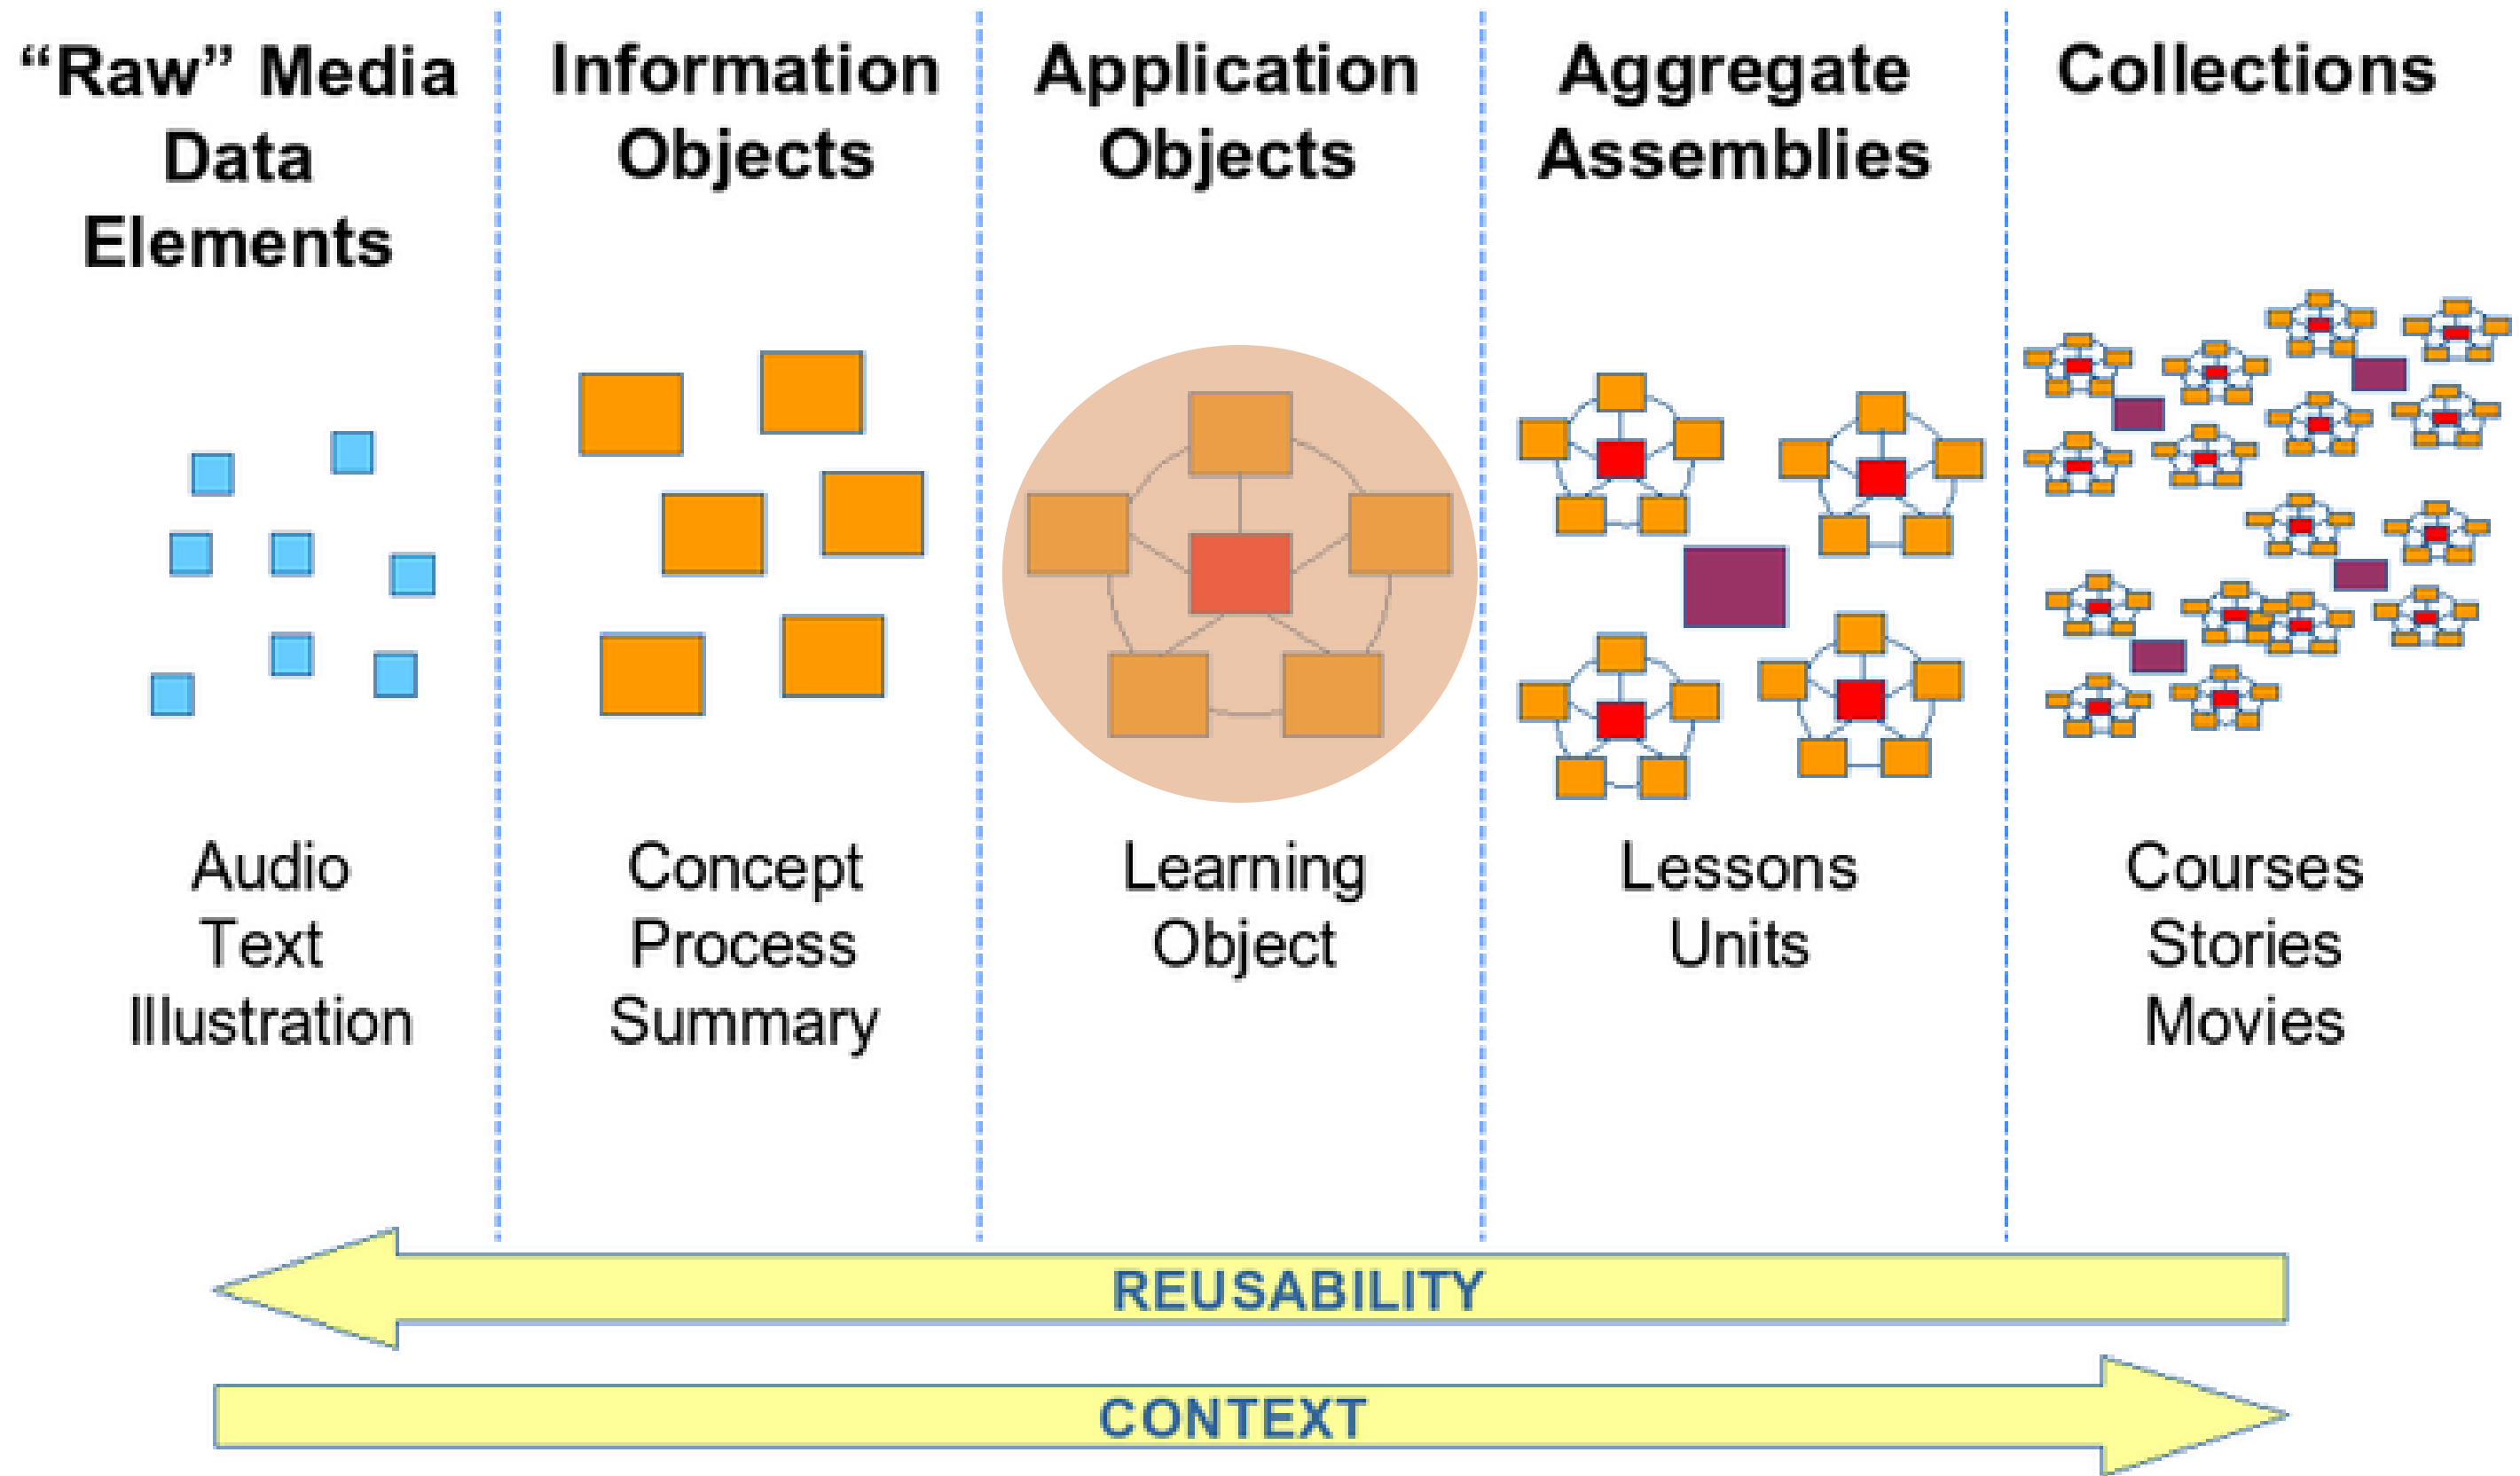 “Raw” Media
Data
Elements
Information
Objects
Application
Objects
Aggregate
Assemblies
Collections
Audio
Text
Illustration
Concept
Process
Summary
Learning
Object
Lessons
Units
Courses
Stories
Movies
REUSABILITY
CONTEXT